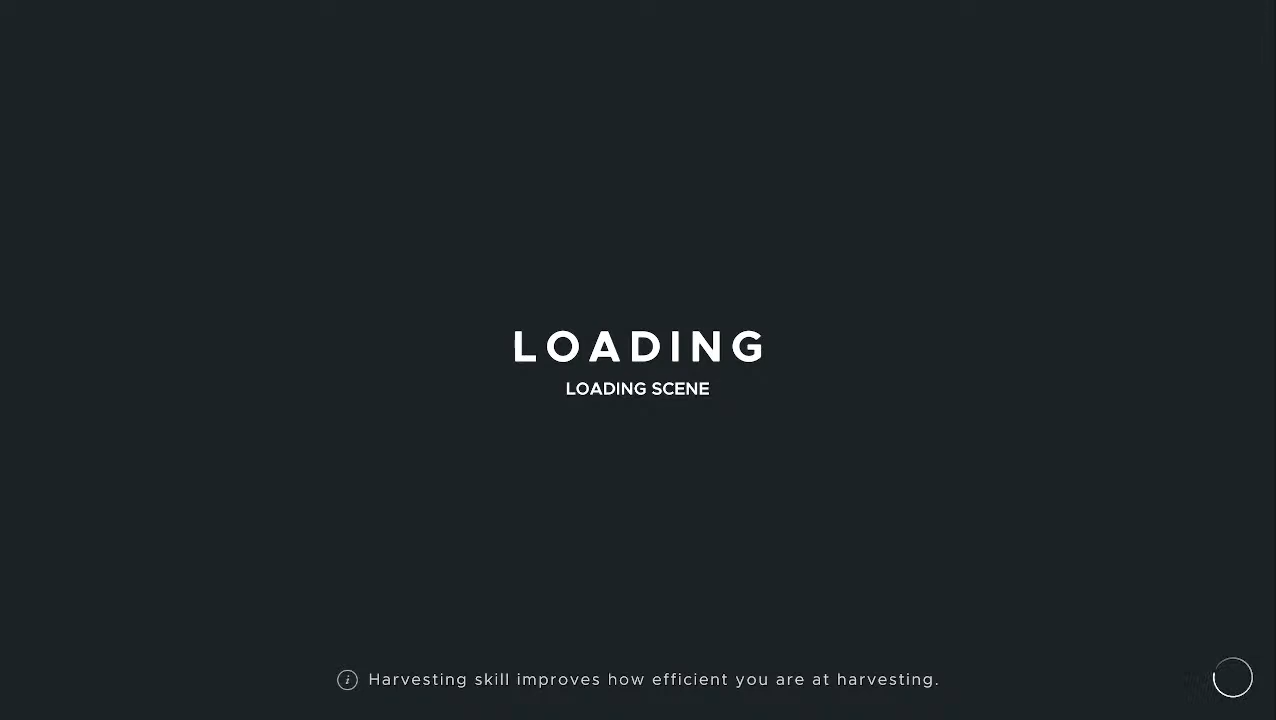 LOADING
LOADING SCENE
Harvesting skill improves how efficient you are at harvesting.